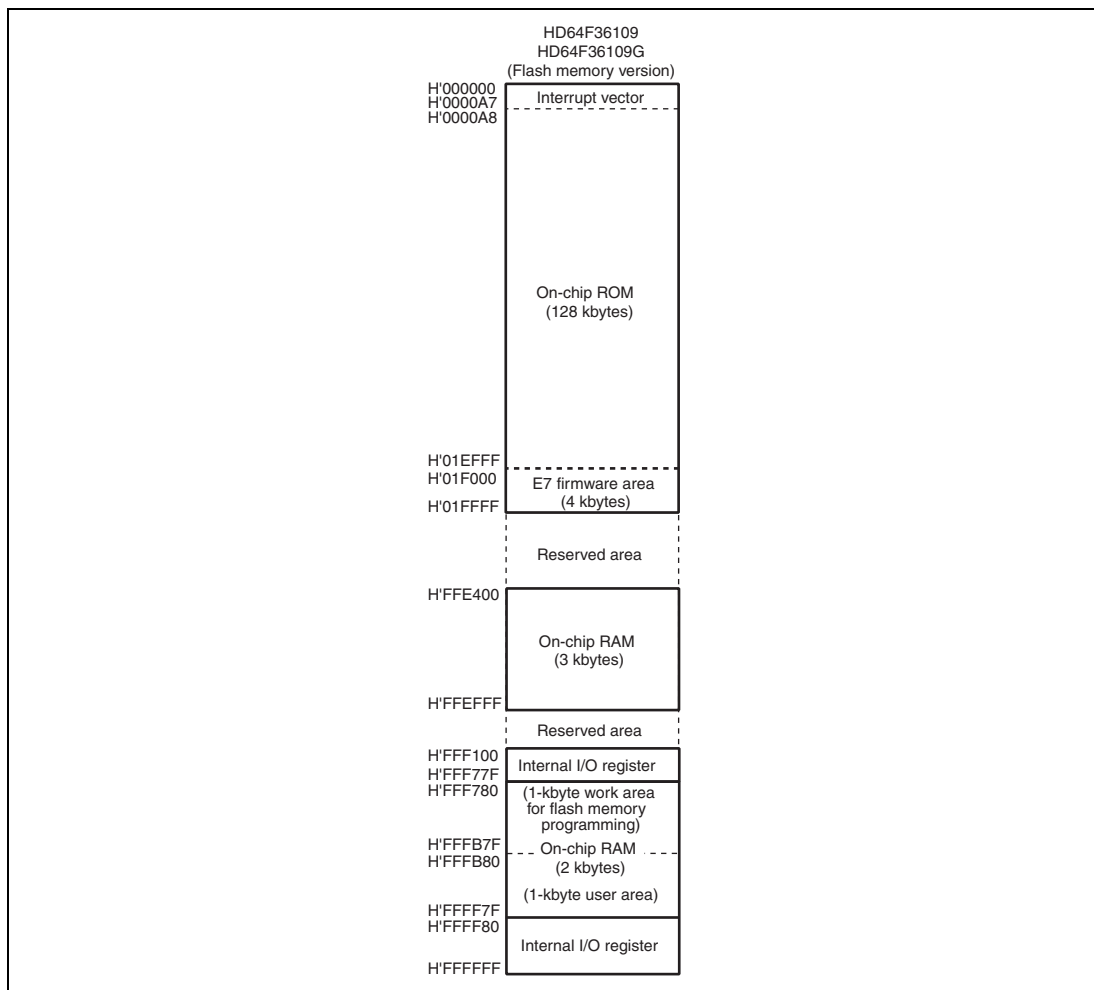 HD64F36109
HD64F36109G
(Flash memory version)
H'000000
Interrupt vector
H'0000A7
H'0000A8
On-chip ROM
(128 kbytes)
H'01EFFF
H'01F000
E7 firmware area
(4 kbytes)
H'01FFFF
Reserved area
H'FFE400
On-chip RAM
(3 kbytes)
H'FFEFFF
Reserved area
H'FFF100
Internal I/O register
H'FFF77F
H'FFF780
(1-kbyte work area
for flash memory
programming)
H'FFFB7F
On-chip RAM
H'FFFB80
(2 kbytes)
(1-kbyte user area)
H'FFFF7F
H'FFFF80
Internal I/O register
H'FFFFFF